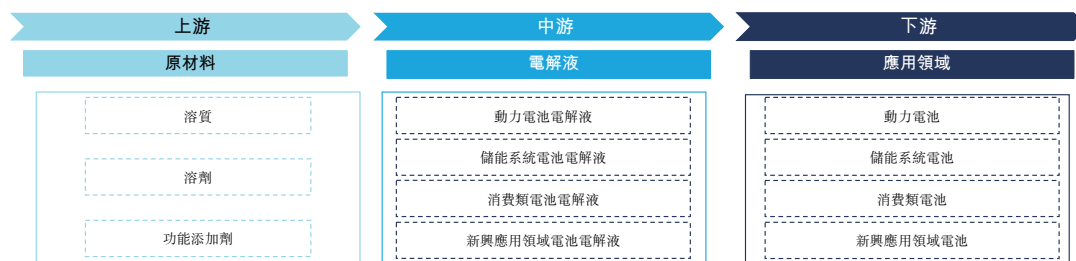 上游
原材料
溶質
溶劑
功能添加劑
中游
電解液
動力電池電解液
儲能系統電池電解液
消費類電池電解液
新興應用領域電池電解液
下游
應用領域
動力電池
儲能系統電池
消費類電池
新興應用領域電池